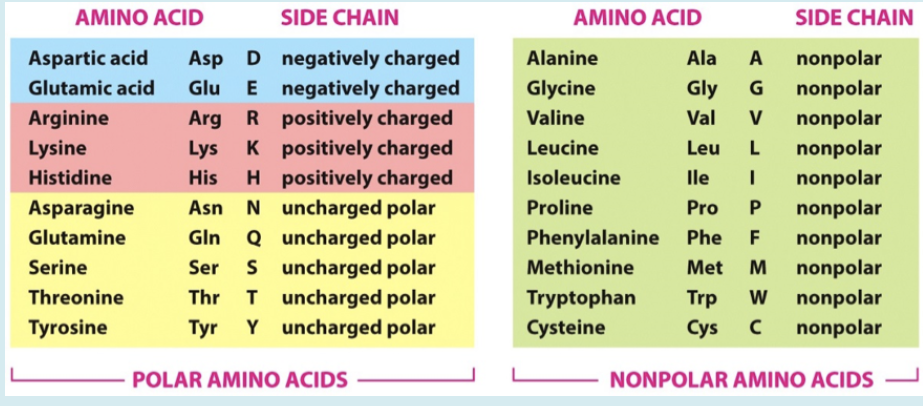 AMINO ACID SIDE CHAIN
Aspartic acid Asp D negatively charged
Glutamic acid Glu E negatively charged
Arginine Arg R positively charged
Lysine Lys K positively charged
Histidine His H positively charged
Asparagine Asn N uncharged polar
Glutamine Gln Q uncharged polar
Serine Ser S uncharged polar
Threonine Thr T uncharged polar
Tyrosine Tyr Y uncharged polar
POLAR AMINO ACIDS
AMINO ACID SIDE CHAIN
Alanine Ala A nonpolar
Glycine Gly G nonpolar
Valine Val V nonpolar
Leucine Leu L nonpolar
Isoleucine Ile I nonpolar
Proline Pro P nonpolar
Phenylalanine Phe F nonpolar
Methionine Met M nonpolar
Tryptophan Trp W nonpolar
Cysteine Cys C nonpolar
NONPOLAR AMINO ACIDS